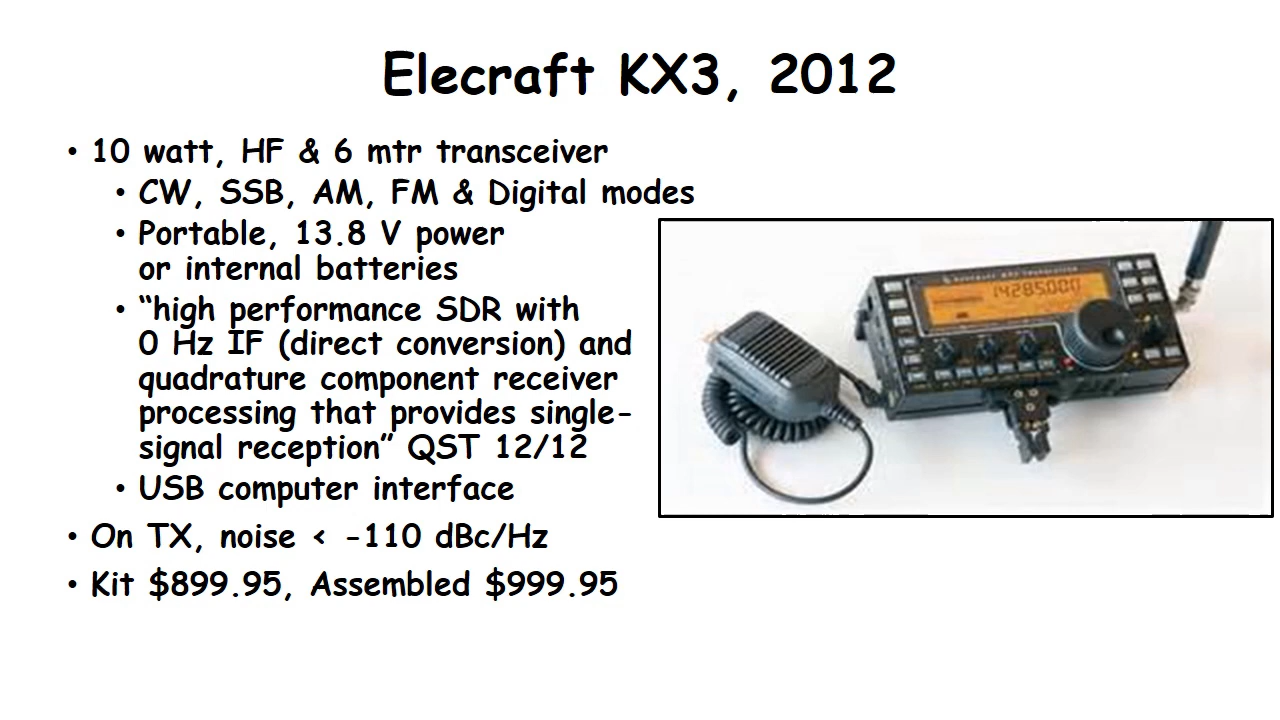 Elecraft KX3, 2012
• 10 watt, HF & 6 mtr transceiver
• CW, SSB, AM, FM & Digital modes
• Portable, 13.8 V power
or internal batteries
• “high performance SDR with
0 Hz IF (direct conversion) and
quadrature component receiver
processing that provides single-
signal reception” QST 12/12
• USB computer interface
• On TX, noise < -110 dBc/Hz
• Kit $899.95, Assembled $999.95
14285.000